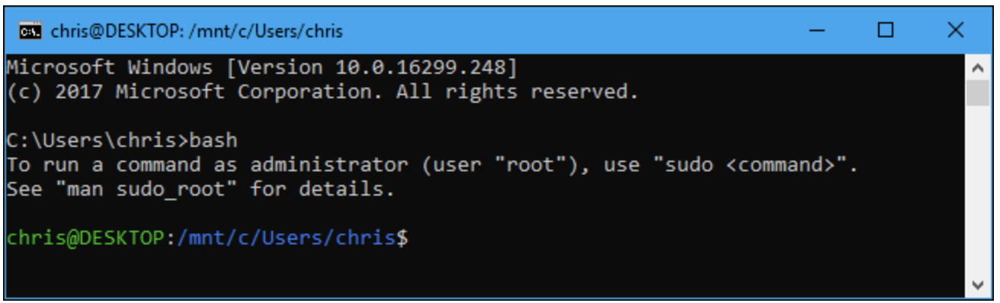 chris@DESKTOP: /mnt/c/Users/chris
Microsoft Windows [Version 10.0.16299.248]
(c) 2017 Microsoft Corporation. All rights reserved.
C:\Users\chris>bash
To run a command as administrator (user "root"), use "sudo <command>".
See "man sudo_root" for details.
chris@DESKTOP:/mnt/c/Users/chris$